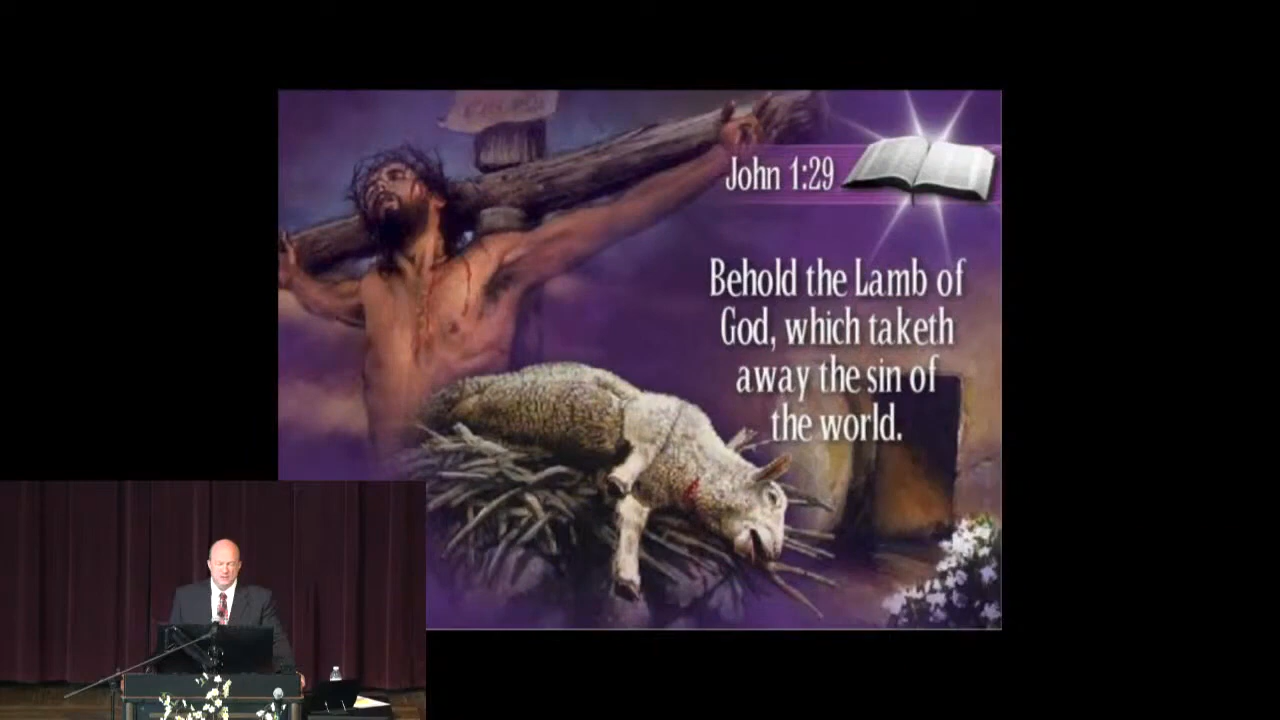 John 1:29
Behold the Lamb of
God, which taketh
away the sin of
the world.